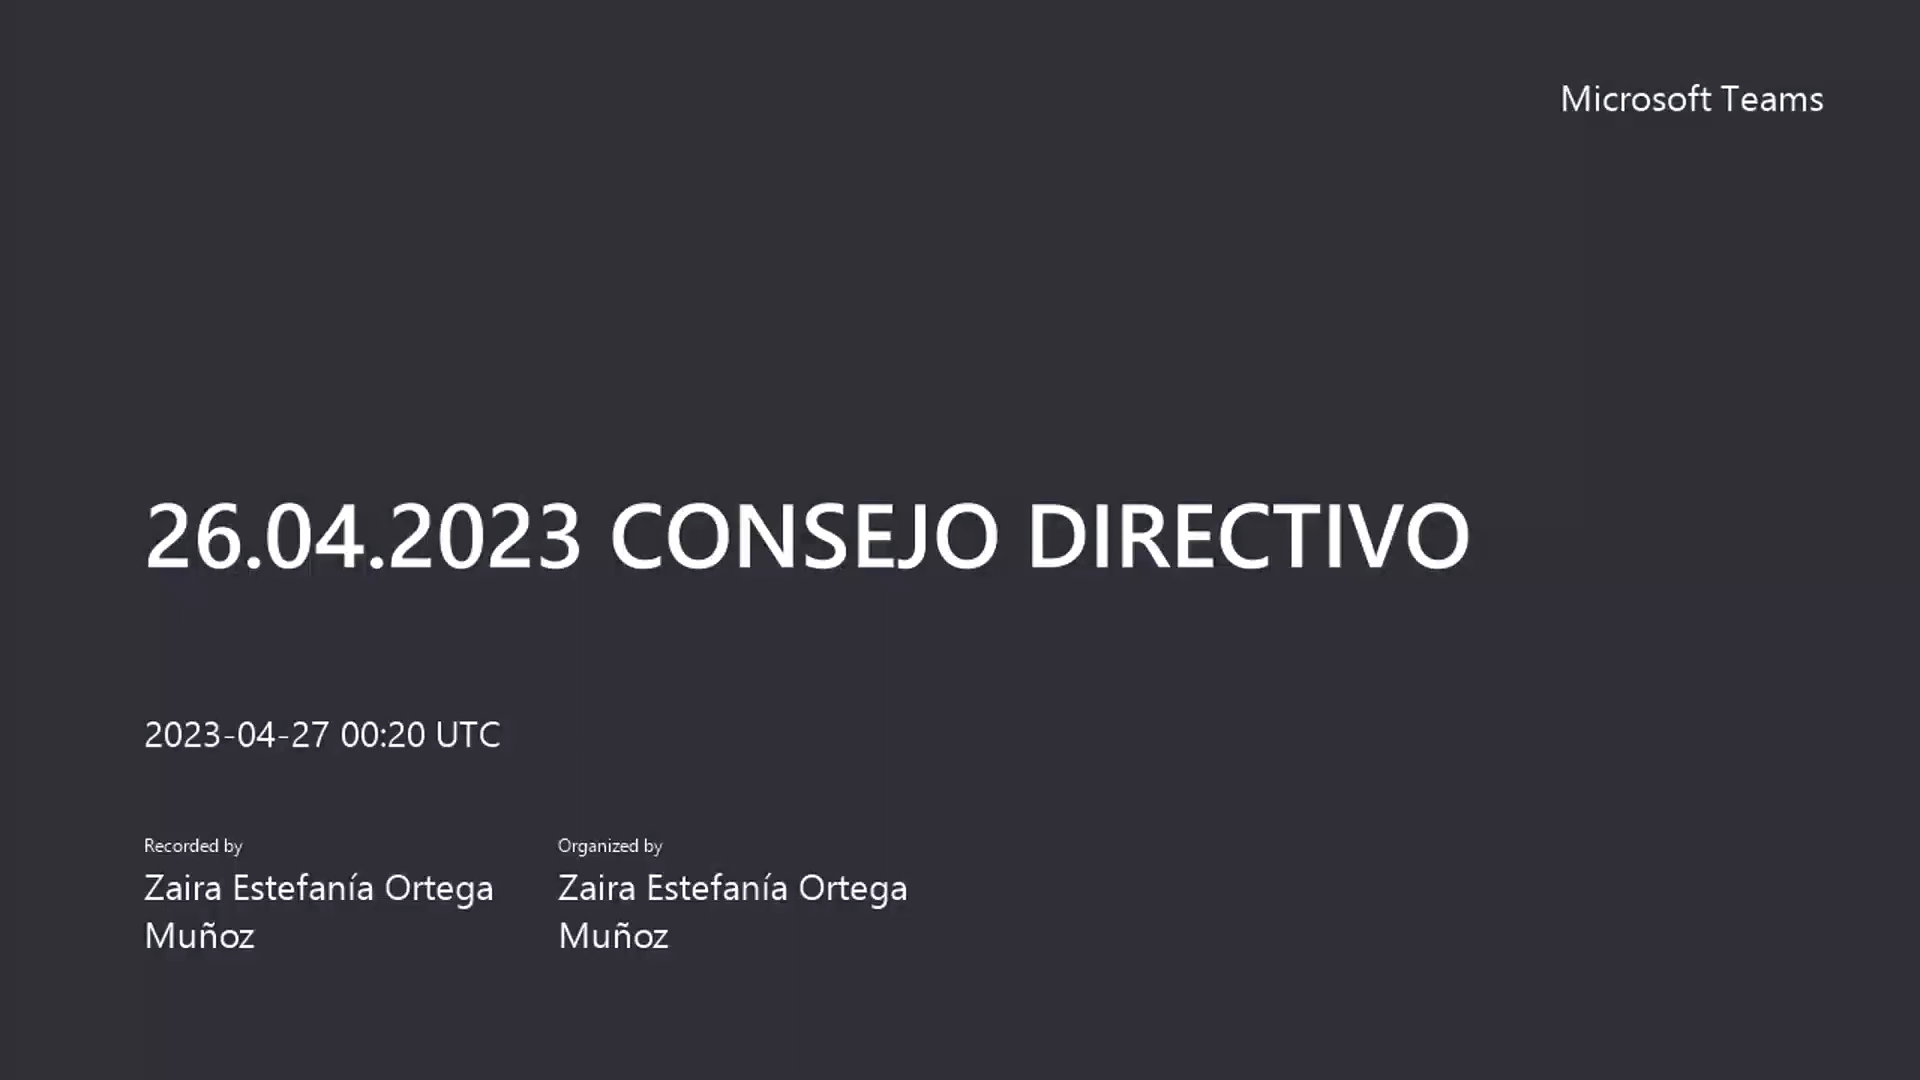 Microsoft Teams
26.04.2023 CONSEJO DIRECTIVO
2023-04-27 00:20 UTC
Recorded by
Zaira Estefanía Ortega
Muñoz
Organized by
Zaira Estefanía Ortega
Muñoz